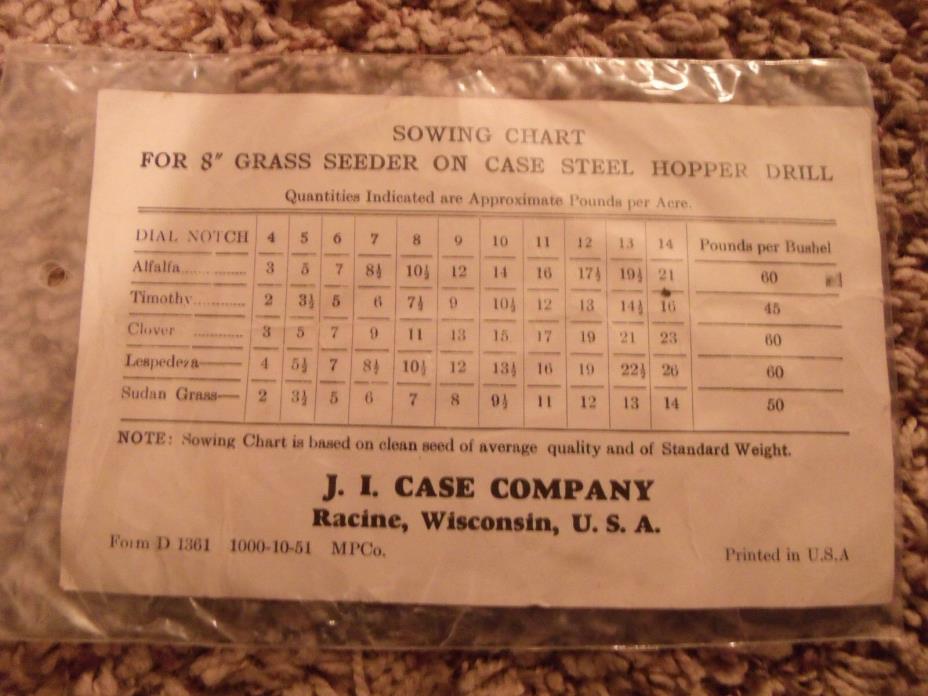 SOWING CHART
FOR 8" GRASS SEEDER ON CASE STEEL HOPPER DRILL
Quantities Indicated are Approximate Pounds per Acre.
DIAL NOTCH 4 5 6 7 8 9 10 11 12 13 14 Pounds per Bushel
Alfalfa........... 3 5 7 8½ 10½ 12 14 16 17½ 19½ 21 60
Timothy........... 2 3½ 5 6 7½ 9 10½ 12 13 14½ 16 45
Clover ........... 3 5 7 9 11 13 15 17 19 21 23 60
Lespedeza— 4 5½ 7 8½ 10½ 12 13½ 16 19 22½ 26 60
Sudan Grass— 2 3½ 5 6 7 8 9½ 11 12 13 14 50
NOTE: Sowing Chart is based on clean seed of average quality and of Standard Weight.
J. I. CASE COMPANY
Racine, Wisconsin, U. S. A.
Form D 1361 1000-10-51 MPCo. Printed in U.S.A